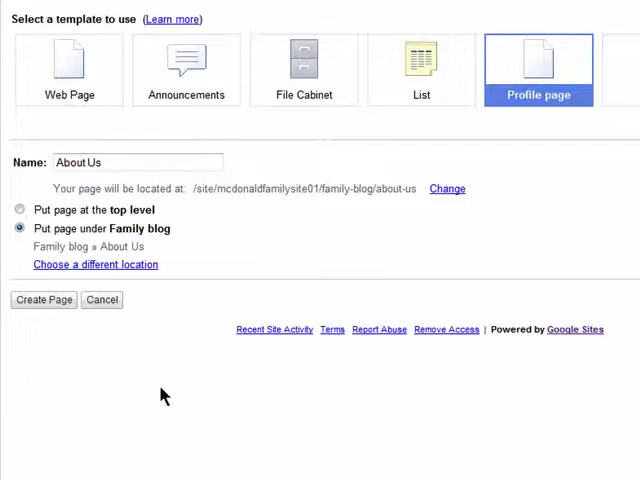 Select a template to use (Learn more)
Web Page Announcements File Cabinet List Profile page
Name: About Us
Your page will be located at: /site/mcdonaldfamilysite01/family-blog/about-us Change
Put page at the top level
Put page under Family blog
Family blog » About Us
Choose a different location
Create Page Cancel
Recent Site Activity Terms Report Abuse Remove Access | Powered by Google Sites